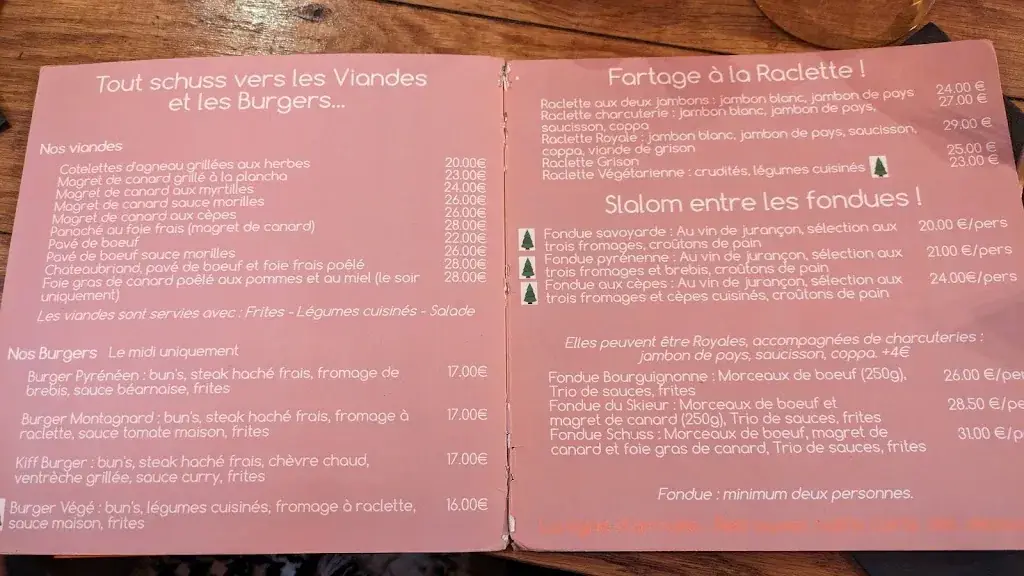 Tout schuss vers les Viandes
et les Burgers...
Nos viandes
Cotelettes d'agneau grillées aux herbes 20.00€
Magret de canard grillé à la plancha 23.00€
Magret de canard aux myrtilles 24.00€
Magret de canard sauce morilles 26.00€
Magret de canard aux cèpes 26.00€
Panaché au foie frais (magret de canard) 28.00€
Pavé de boeuf 22.00€
Pavé de boeuf sauce morilles 26.00€
Chateaubriand, pavé de boeuf et foie frais poêlé 28.00€
Foie gras de canard poêlé aux pommes et au miel (le soir 28.00€
uniquement)
Les viandes sont servies avec : Frites - Légumes cuisinés - Salade
Nos Burgers Le midi uniquement
Burger Pyrénéen : bun's, steak haché frais, fromage de 17.00€
brebis, sauce béarnaise, frites
Burger Montagnard : bun's, steak haché frais, fromage à 17.00€
raclette, sauce tomate maison, frites
Kiff Burger : bun's, steak haché frais, chèvre chaud, 17.00€
ventrèche grillée, sauce curry, frites
Burger Végé : bun's, légumes cuisinés, fromage à raclette, 16.00€
sauce maison, frites
Fartage à la Raclette !
Raclette aux deux jambons : jambon blanc, jambon de pays 24.00 €
Raclette charcuterie : jambon blanc, jambon de pays, 27.00 €
saucisson, coppa
Raclette Royale : jambon blanc, jambon de pays, saucisson, 29.00 €
coppa, viande de grison
Raclette Grison 25.00 €
Raclette Végétarienne : crudités, légumes cuisinés 23.00 €
Slalom entre les fondues !
Fondue savoyarde : Au vin de jurançon, sélection aux 20.00 €/pers
trois fromages, croûtons de pain
Fondue pyrénenne : Au vin de jurançon, sélection aux 21.00 €/pers
trois fromages et brebis, croûtons de pain
Fondue aux cèpes : Au vin de jurançon, sélection aux 24.00€/pers
trois fromages et cèpes cuisinés, croûtons de pain
Elles peuvent être Royales, accompagnées de charcuteries :
jambon de pays, saucisson, coppa. +4€
Fondue Bourguignonne : Morceaux de boeuf (250g), 26.00 €/per
Trio de sauces, frites
Fondue du Skieur : Morceaux de boeuf et 28.50 €/pe
magret de canard (250g), Trio de sauces, frites
Fondue Schuss : Morceaux de boeuf, magret de 31.00 €/p
canard et foie gras de canard, Trio de sauces, frites
Fondue : minimum deux personnes.